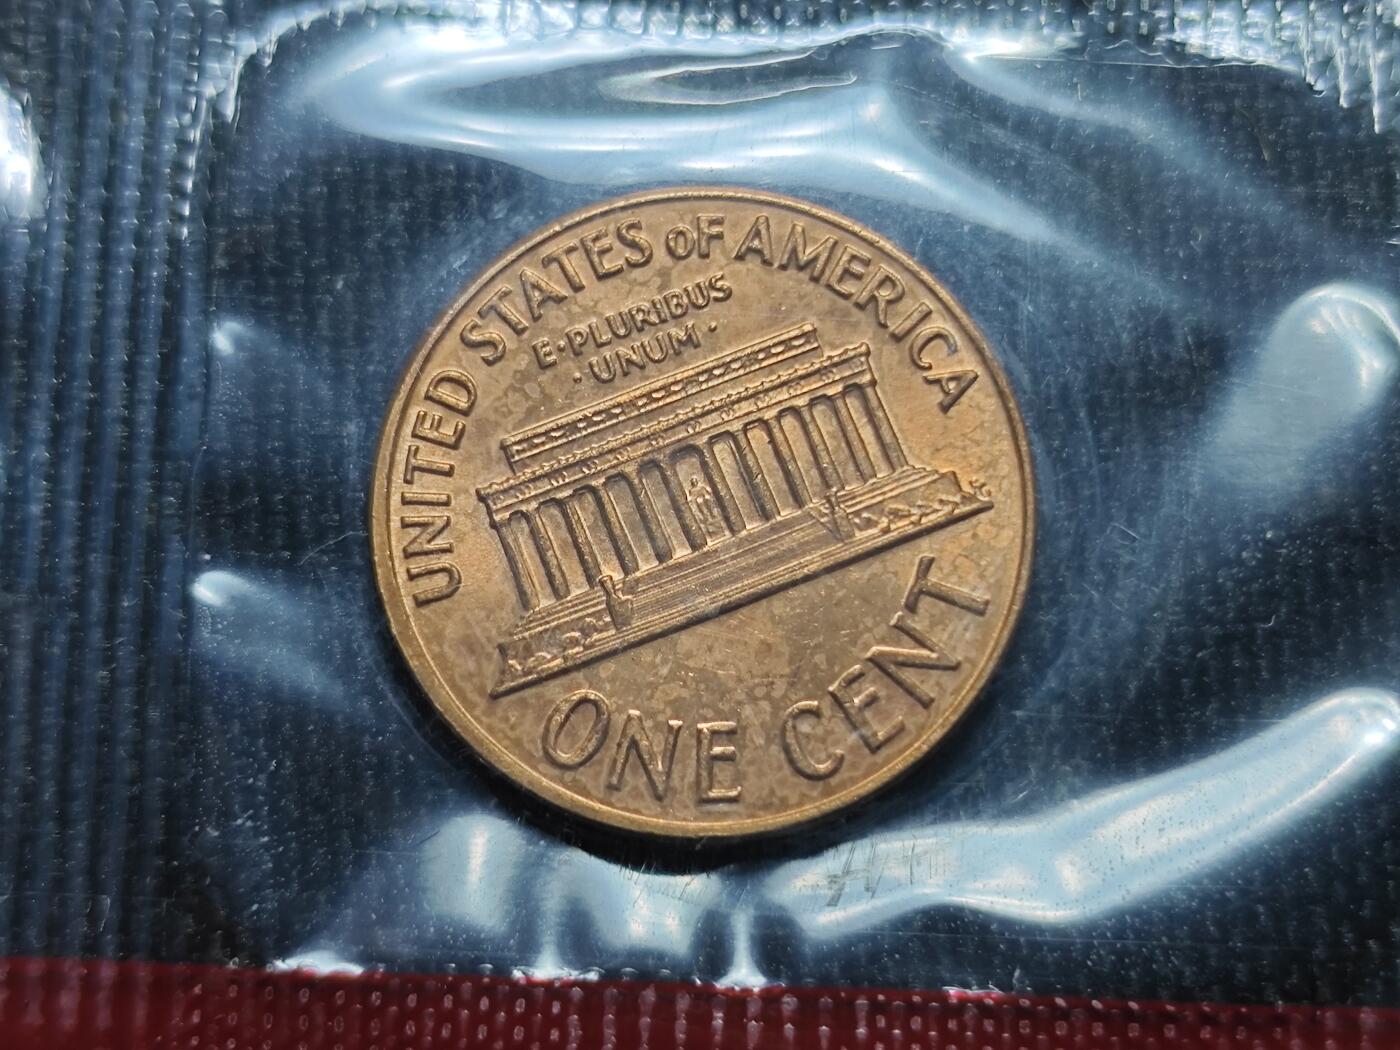 UNITED STATES oF AMERICA
E·PLURIBUS
·UNUM·
ONE CENT